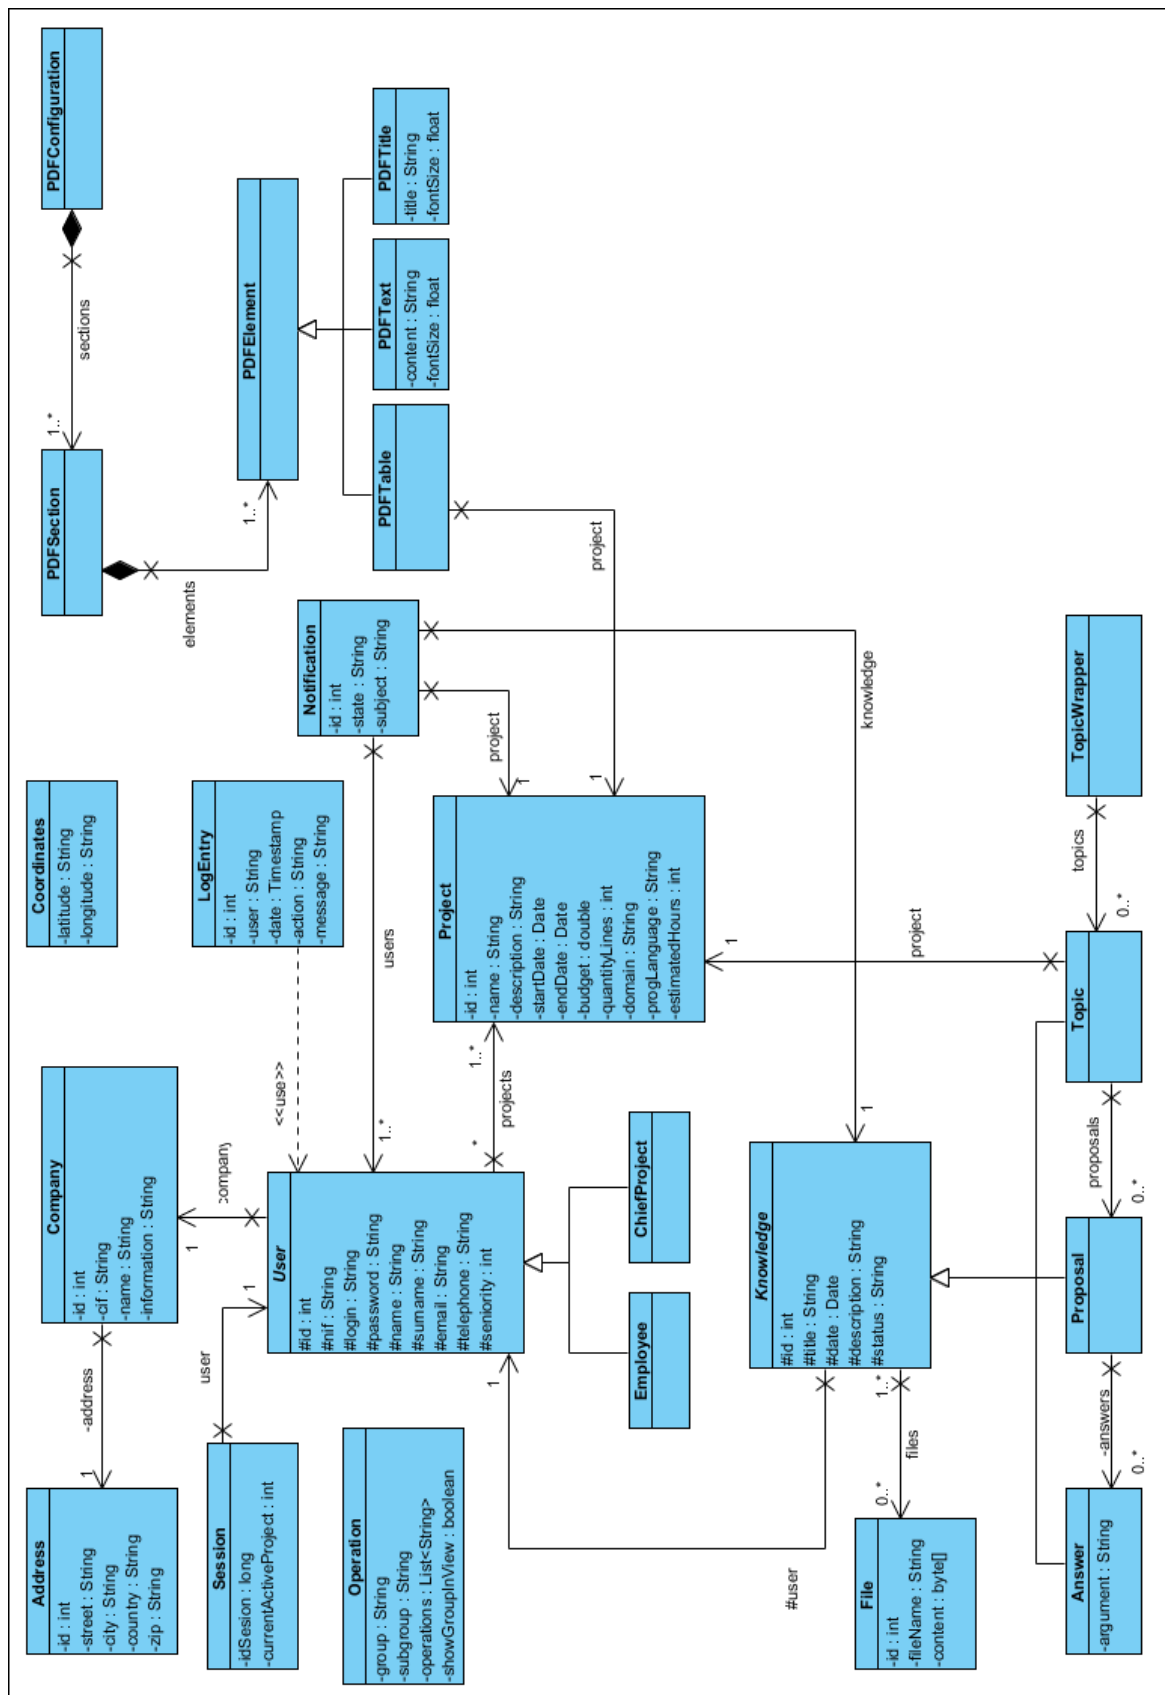 Address
-id : int
-street : String
-city : String
-country : String
-zip : String
1
-address
Company
-id : int
-cif : String
-name : String
-information : String
1
company
Coordinates
-latitude : String
-longitude : String
PDFSection
1..*
sections
PDFConfiguration
elements
1..*
Session
-idSesion : long
-currentActiveProject : int
user
1
LogEntry
-id : int
-user : String
-date : Timestamp
-action : String
-message : String
<<use>>
PDFElement
User
#id : int
#nif : String
#login : String
#password : String
#name : String
#surname : String
#email : String
#telephone : String
#seniority : int
1..*
users
Notification
-id : int
-state : String
-subject : String
Operation
-group : String
-subgroup : String
-operations : List<String>
-showGroupInView : boolean
PDFTable
PDFText
-content : String
-fontSize : float
PDFTitle
-title : String
-fontSize : float
1
*
projects
1..*
Project
-id : int
-name : String
-description : String
-startDate : Date
-endDate : Date
-budget : double
-quantityLines : int
-domain : String
-progLanguage : String
-estimatedHours : int
1
project
1
project
1
Employee
ChiefProject
#user
Knowledge
#id : int
#title : String
#date : Date
#description : String
#status : String
1
knowledge
1..*
files
0..*
File
-id : int
-fileName : String
-content : byte[]
project
Answer
-argument : String
0..*
-answers
Proposal
0..*
proposals
Topic
0..*
topics
TopicWrapper